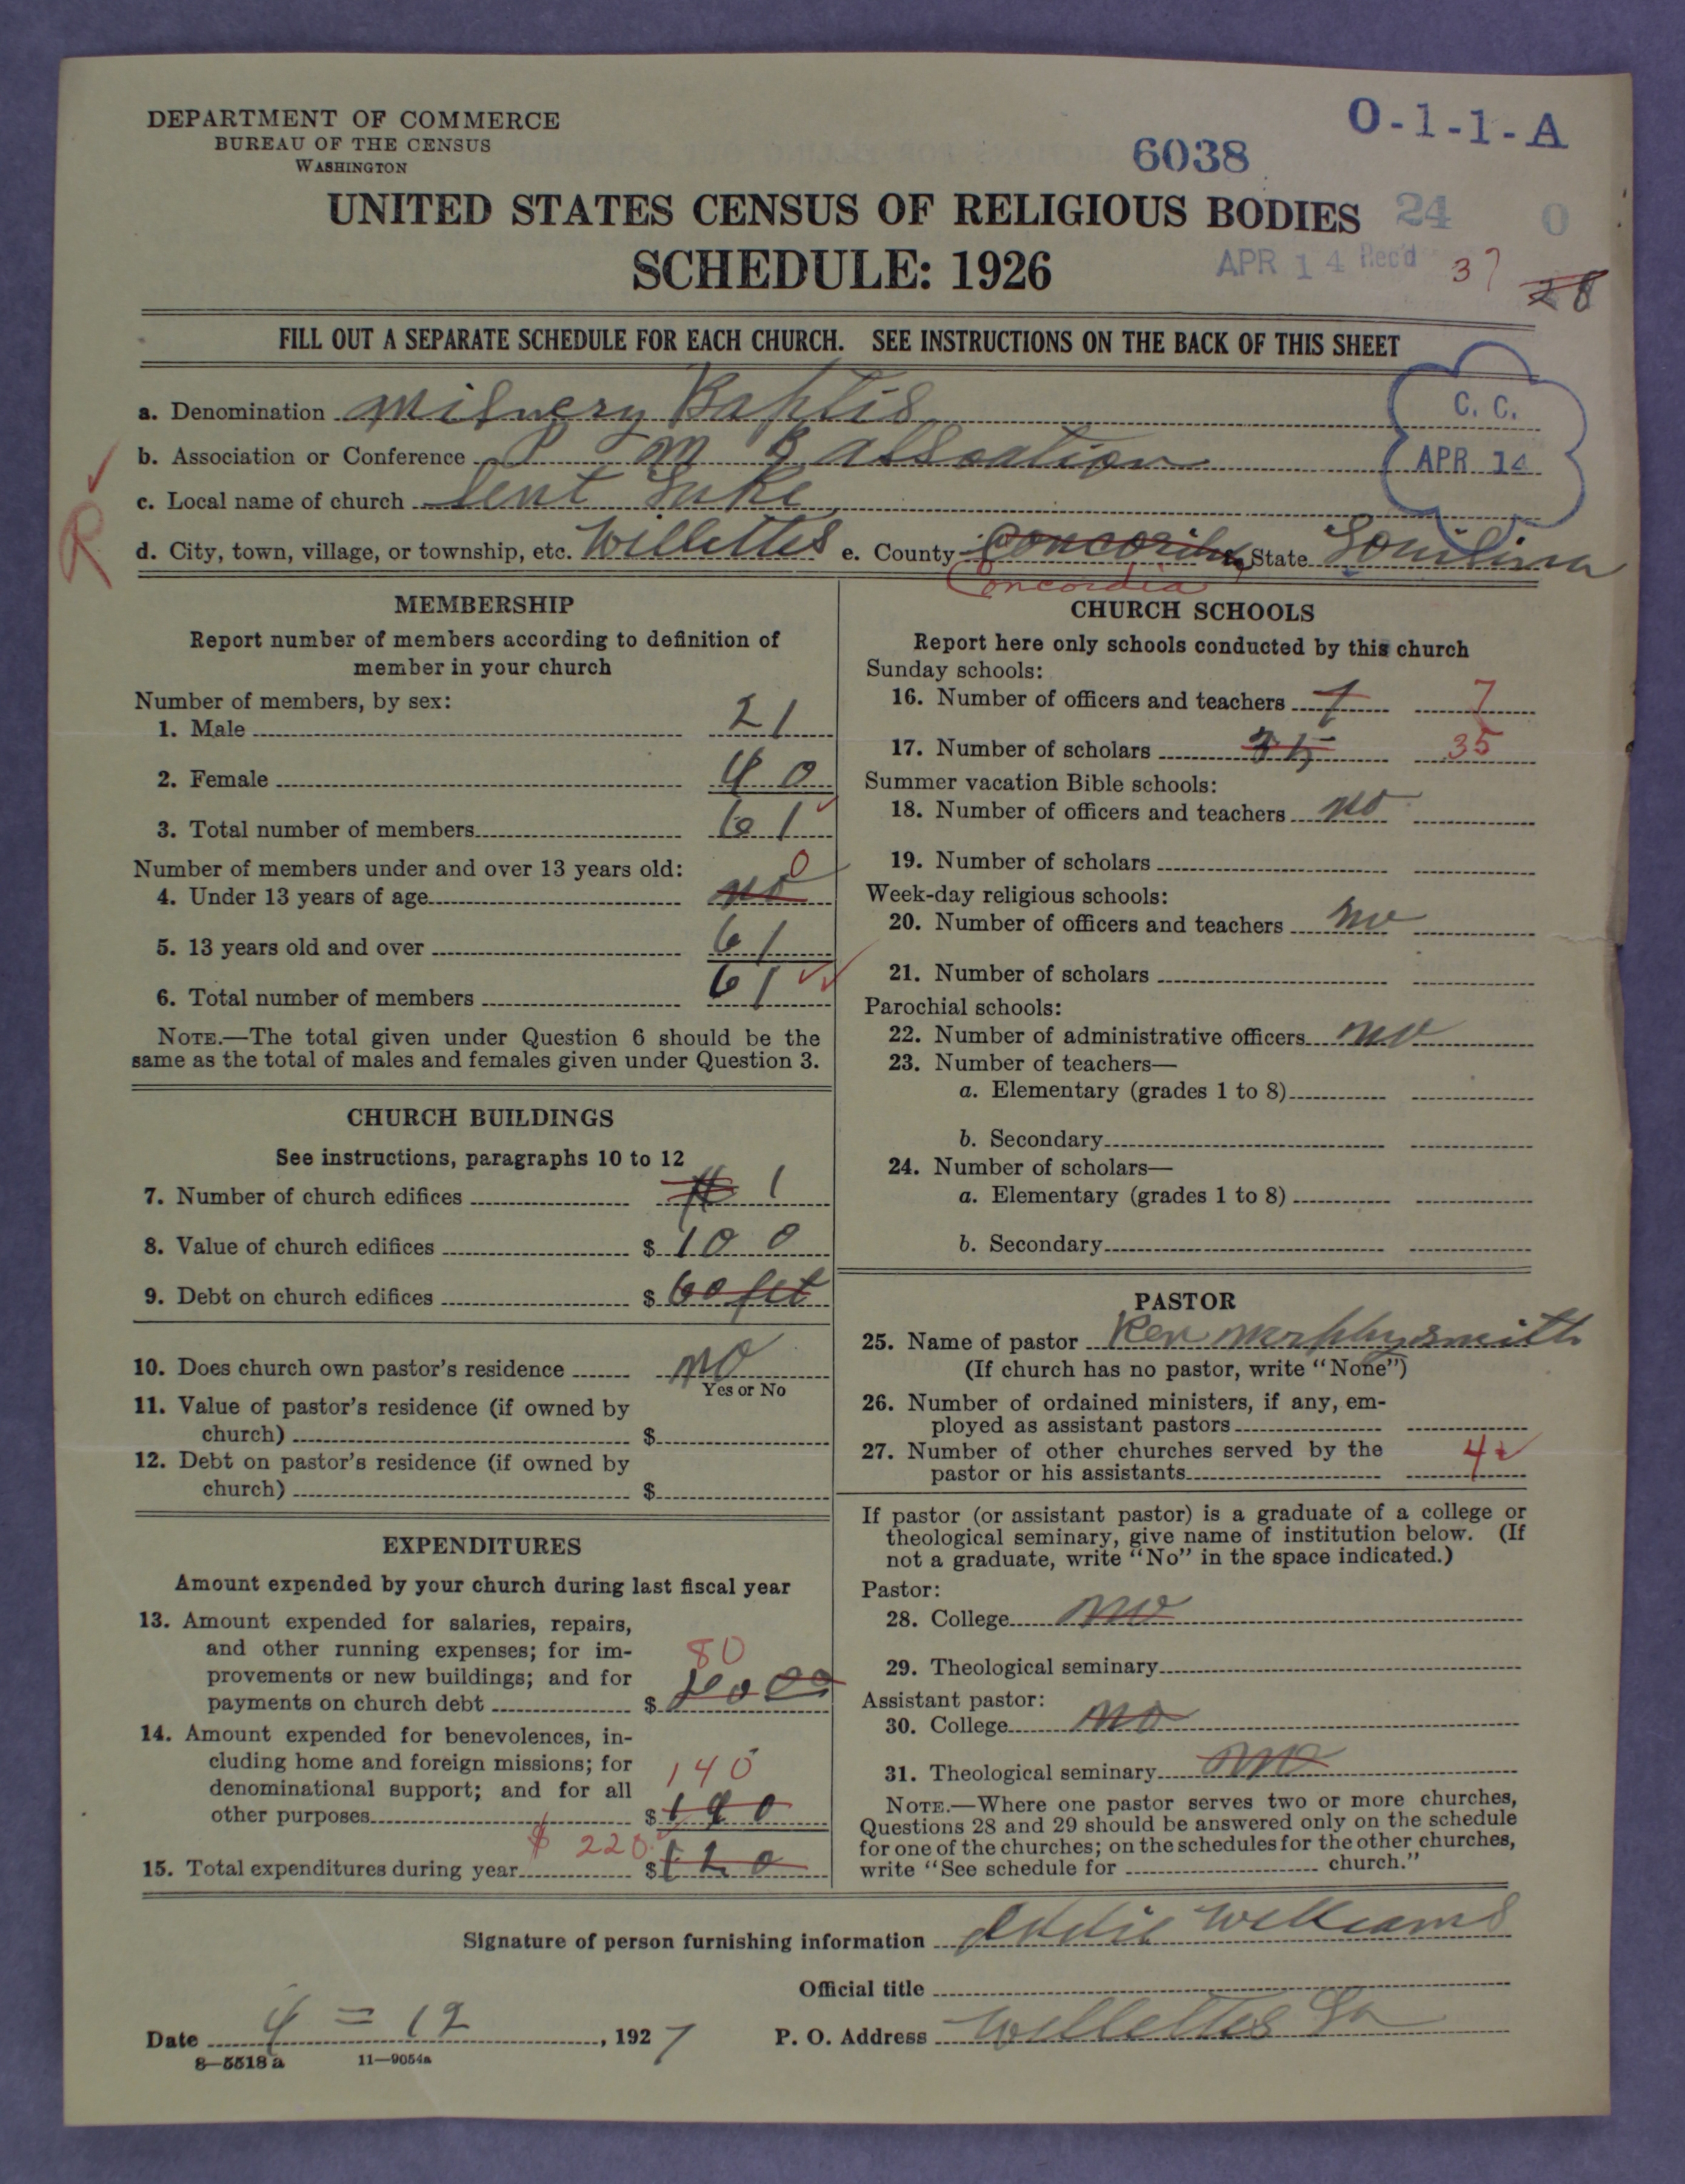 DEPARTMENT OF COMMERCE
BUREAU OF THE CENSUS
WASHINGTON
O-1-1-A
6038
UNITED STATES CENSUS OF RELIGIOUS BODIES
24 0
SCHEDULE: 1926
APR 14 Rec'd
37
28
FILL OUT A SEPARATE SCHEDULE FOR EACH CHURCH. SEE INSTRUCTIONS ON THE BACK OF THIS SHEET
C. C.
APR 14
a. Denomination Misnery Baptis
b. Association or Conference P M B assoation
c. Local name of church Sent Luke
R
d. City, town, village, or township, etc. Willettes e. County State Louilina
Concordia
MEMBERSHIP
Report number of members according to definition of
member in your church
Number of members, by sex:
1. Male 21
2. Female 40
3. Total number of members 61
Number of members under and over 13 years old: 0
4. Under 13 years of age no
5. 13 years old and over 61
6. Total number of members 61
NOTE.—The total given under Question 6 should be the
same as the total of males and females given under Question 3.
CHURCH BUILDINGS
See instructions, paragraphs 10 to 12
7. Number of church edifices 1
8. Value of church edifices $ 100
9. Debt on church edifices $ 60 feet
10. Does church own pastor's residence no
Yes or No
11. Value of pastor's residence (if owned by
church) $
12. Debt on pastor's residence (if owned by
church) $
EXPENDITURES
Amount expended by your church during last fiscal year
13. Amount expended for salaries, repairs,
and other running expenses; for im-
provements or new buildings; and for 80
payments on church debt $
14. Amount expended for benevolences, in-
cluding home and foreign missions; for 140
denominational support; and for all
other purposes $ 140
$ 220
15. Total expenditures during year $ 120
CHURCH SCHOOLS
Report here only schools conducted by this church
Sunday schools:
16. Number of officers and teachers 7 7
17. Number of scholars 35 35
Summer vacation Bible schools:
18. Number of officers and teachers no
19. Number of scholars
Week-day religious schools:
20. Number of officers and teachers no
21. Number of scholars
Parochial schools:
22. Number of administrative officers no
23. Number of teachers—
a. Elementary (grades 1 to 8)
b. Secondary
24. Number of scholars—
a. Elementary (grades 1 to 8)
b. Secondary
PASTOR
25. Name of pastor Rev Merphy smith
(If church has no pastor, write "None")
26. Number of ordained ministers, if any, em-
ployed as assistant pastors
27. Number of other churches served by the
pastor or his assistants 4
If pastor (or assistant pastor) is a graduate of a college or
theological seminary, give name of institution below. (If
not a graduate, write "No" in the space indicated.)
Pastor:
28. College no
29. Theological seminary
Assistant pastor:
30. College no
31. Theological seminary no
NOTE.—Where one pastor serves two or more churches,
Questions 28 and 29 should be answered only on the schedule
for one of the churches; on the schedules for the other churches,
write "See schedule for church."
Signature of person furnishing information Eddie Williams
Official title
Date 4 = 12, 1927 P. O. Address Willettes La
8—5518 a 11—9054a